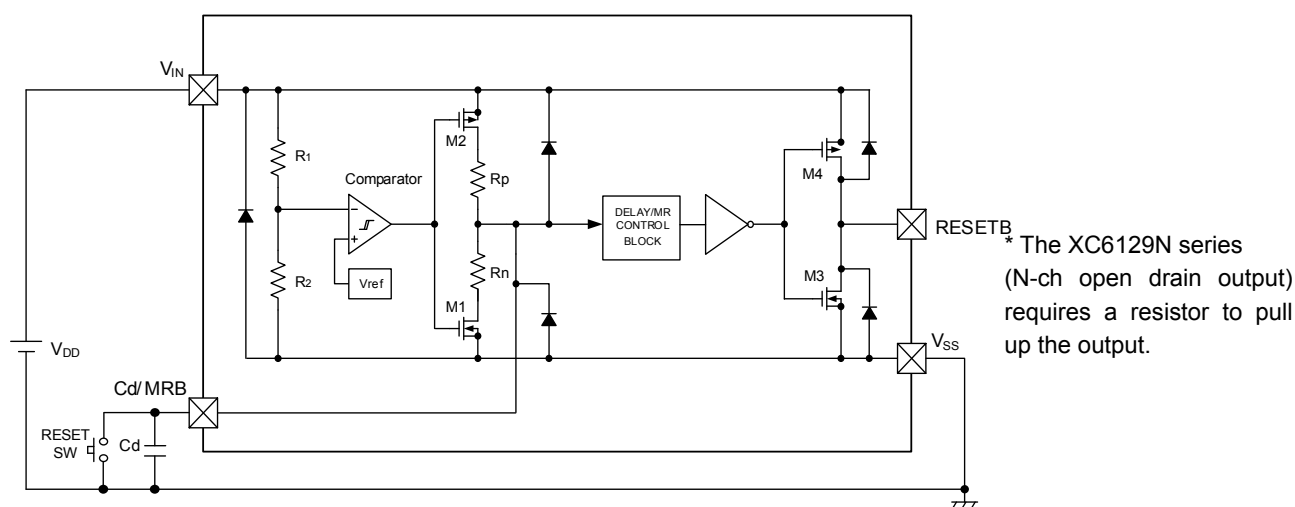 VIN
R1
R2
Comparator
−
+
Vref
M2
Rp
Rn
M1
DELAY/MR
CONTROL
BLOCK
M4
M3
RESETB
VSS
VDD
Cd/MRB
RESET
SW
Cd
* The XC6129N series
(N-ch open drain output)
requires a resistor to pull
up the output.